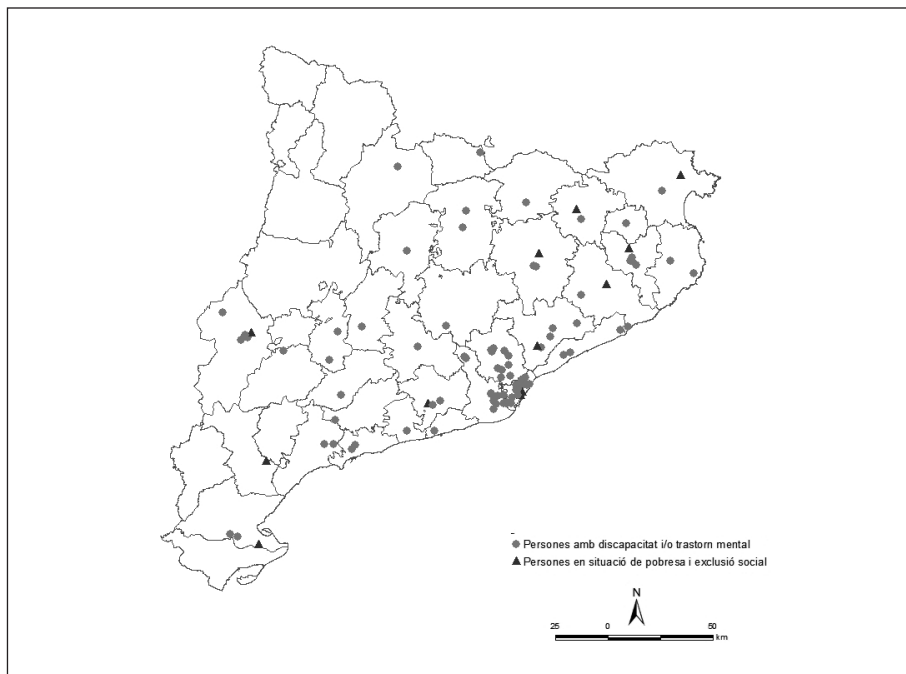 Persones amb discapacitat i/o trastorn mental
Persones en situació de pobresa i exclusió social
N
25 0 50
km